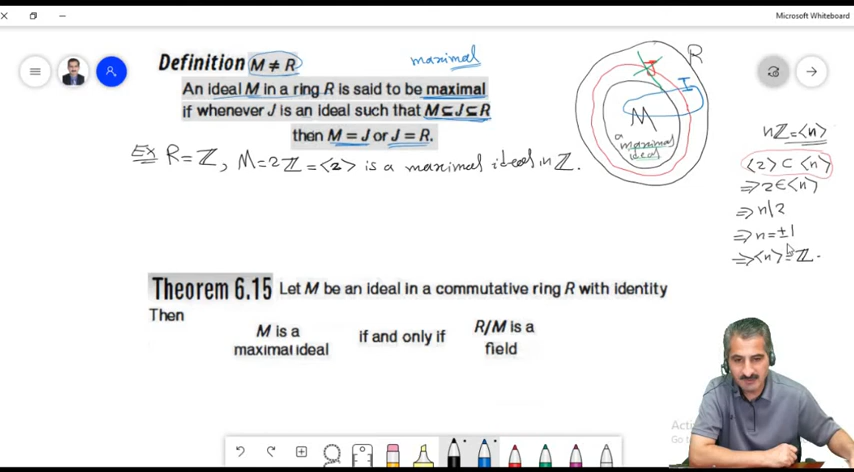 Microsoft Whiteboard
Definition M ≠ R maximal
An ideal M in a ring R is said to be maximal
if whenever J is an ideal such that M ⊆ J ⊆ R
then M = J or J = R.
Ex R = ℤ, M = 2ℤ = <2> is a maximal ideal in ℤ.
R
J
I
M
a
maximal
ideal
nℤ = <n>
<2> ⊂ <n>
⇒ 2 ∈ <n>
⇒ n/2
⇒ n = ±1
⇒ <n> = ℤ.
Theorem 6.15 Let M be an ideal in a commutative ring R with identity
Then
M is a
maximal ideal
if and only if
R/M is a
field